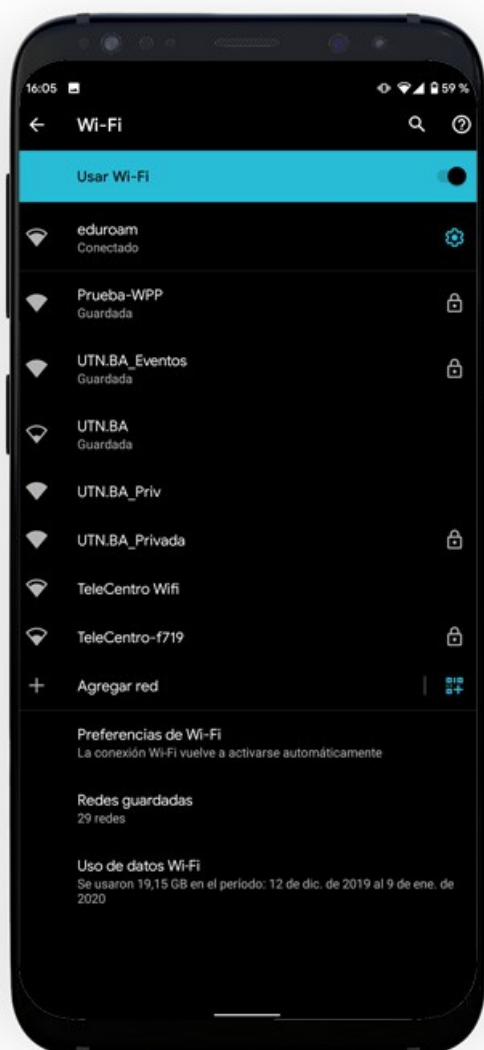 16:05 59 %
Wi-Fi
Usar Wi-Fi
eduroam
Conectado
Prueba-WPP
Guardada
UTN.BA_Eventos
Guardada
UTN.BA
Guardada
UTN.BA_Priv
UTN.BA_Privada
TeleCentro Wifi
TeleCentro-f719
Agregar red
Preferencias de Wi-Fi
La conexión Wi-Fi vuelve a activarse automáticamente
Redes guardadas
29 redes
Uso de datos Wi-Fi
Se usaron 19,15 GB en el período: 12 de dic. de 2019 al 9 de ene. de
2020